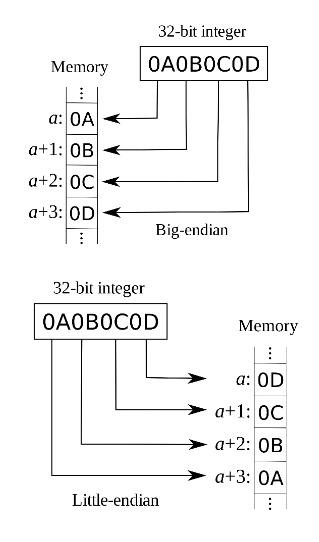 32-bit integer
0A0B0C0D
Memory
⋮
a: 0A
a+1: 0B
a+2: 0C
a+3: 0D
⋮
Big-endian
32-bit integer
0A0B0C0D
Memory
⋮
a: 0D
a+1: 0C
a+2: 0B
a+3: 0A
⋮
Little-endian